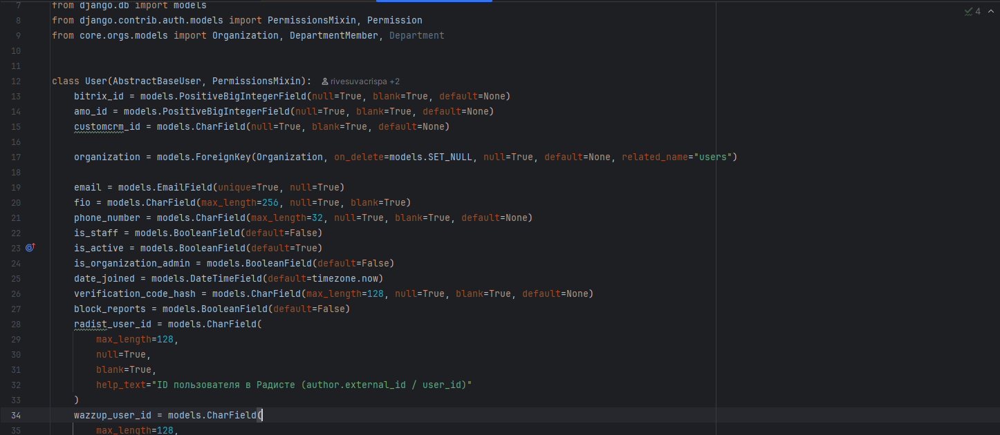 7 from django.db import models
4
8 from django.contrib.auth.models import PermissionsMixin, Permission
9 from core.orgs.models import Organization, DepartmentMember, Department
10
11
12 class User(AbstractBaseUser, PermissionsMixin): rivesuvacrispa +2
13 bitrix_id = models.PositiveBigIntegerField(null=True, blank=True, default=None)
14 amo_id = models.PositiveBigIntegerField(null=True, blank=True, default=None)
15 customcrm_id = models.CharField(null=True, blank=True, default=None)
16
17 organization = models.ForeignKey(Organization, on_delete=models.SET_NULL, null=True, default=None, related_name="users")
18
19 email = models.EmailField(unique=True, null=True)
20 fio = models.CharField(max_length=256, null=True, blank=True)
21 phone_number = models.CharField(max_length=32, null=True, blank=True, default=None)
22 is_staff = models.BooleanField(default=False)
23 is_active = models.BooleanField(default=True)
24 is_organization_admin = models.BooleanField(default=False)
25 date_joined = models.DateTimeField(default=timezone.now)
26 verification_code_hash = models.CharField(max_length=128, null=True, blank=True, default=None)
27 block_reports = models.BooleanField(default=False)
28 radist_user_id = models.CharField(
29 max_length=128,
30 null=True,
31 blank=True,
32 help_text="ID пользователя в Радисте (author.external_id / user_id)"
33 )
34 wazzup_user_id = models.CharField(
35 max_length=128,